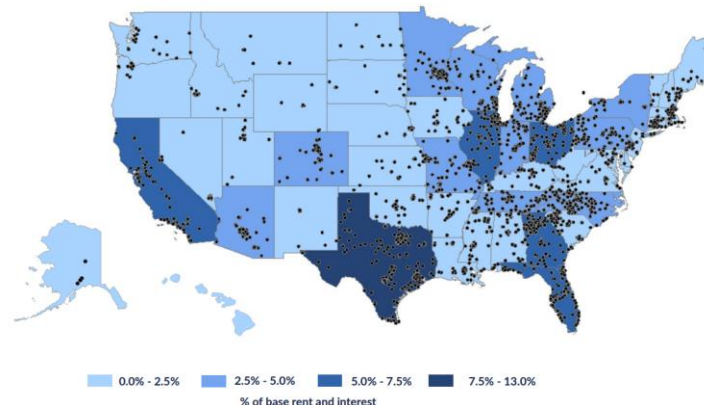 0.0% - 2.5% 2.5% - 5.0% 5.0% - 7.5% 7.5% - 13.0%
% of base rent and interest